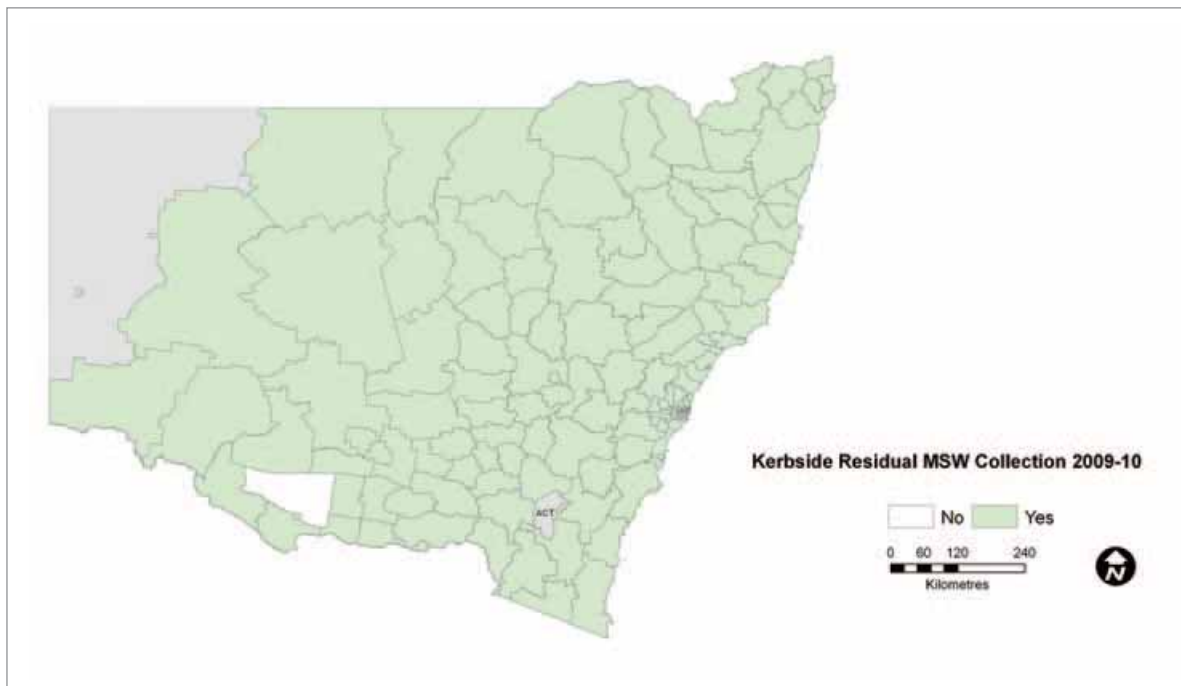 ACT
Kerbside Residual MSW Collection 2009-10
No Yes
0 60 120 240
Kilometres
N